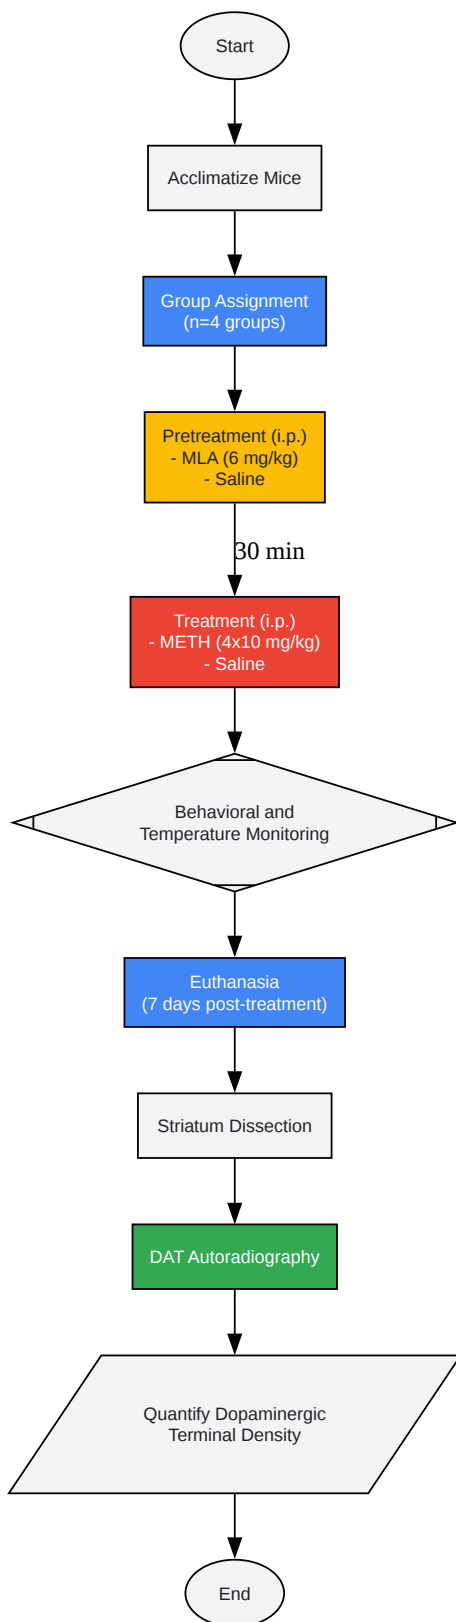 Start
Acclimatize Mice
Group Assignment
(n=4 groups)
Pretreatment (i.p.)
- MLA (6 mg/kg)
- Saline
30 min
Treatment (i.p.)
- METH (4x10 mg/kg)
- Saline
Behavioral and
Temperature Monitoring
Euthanasia
(7 days post-treatment)
Striatum Dissection
DAT Autoradiography
Quantify Dopaminergic
Terminal Density
End